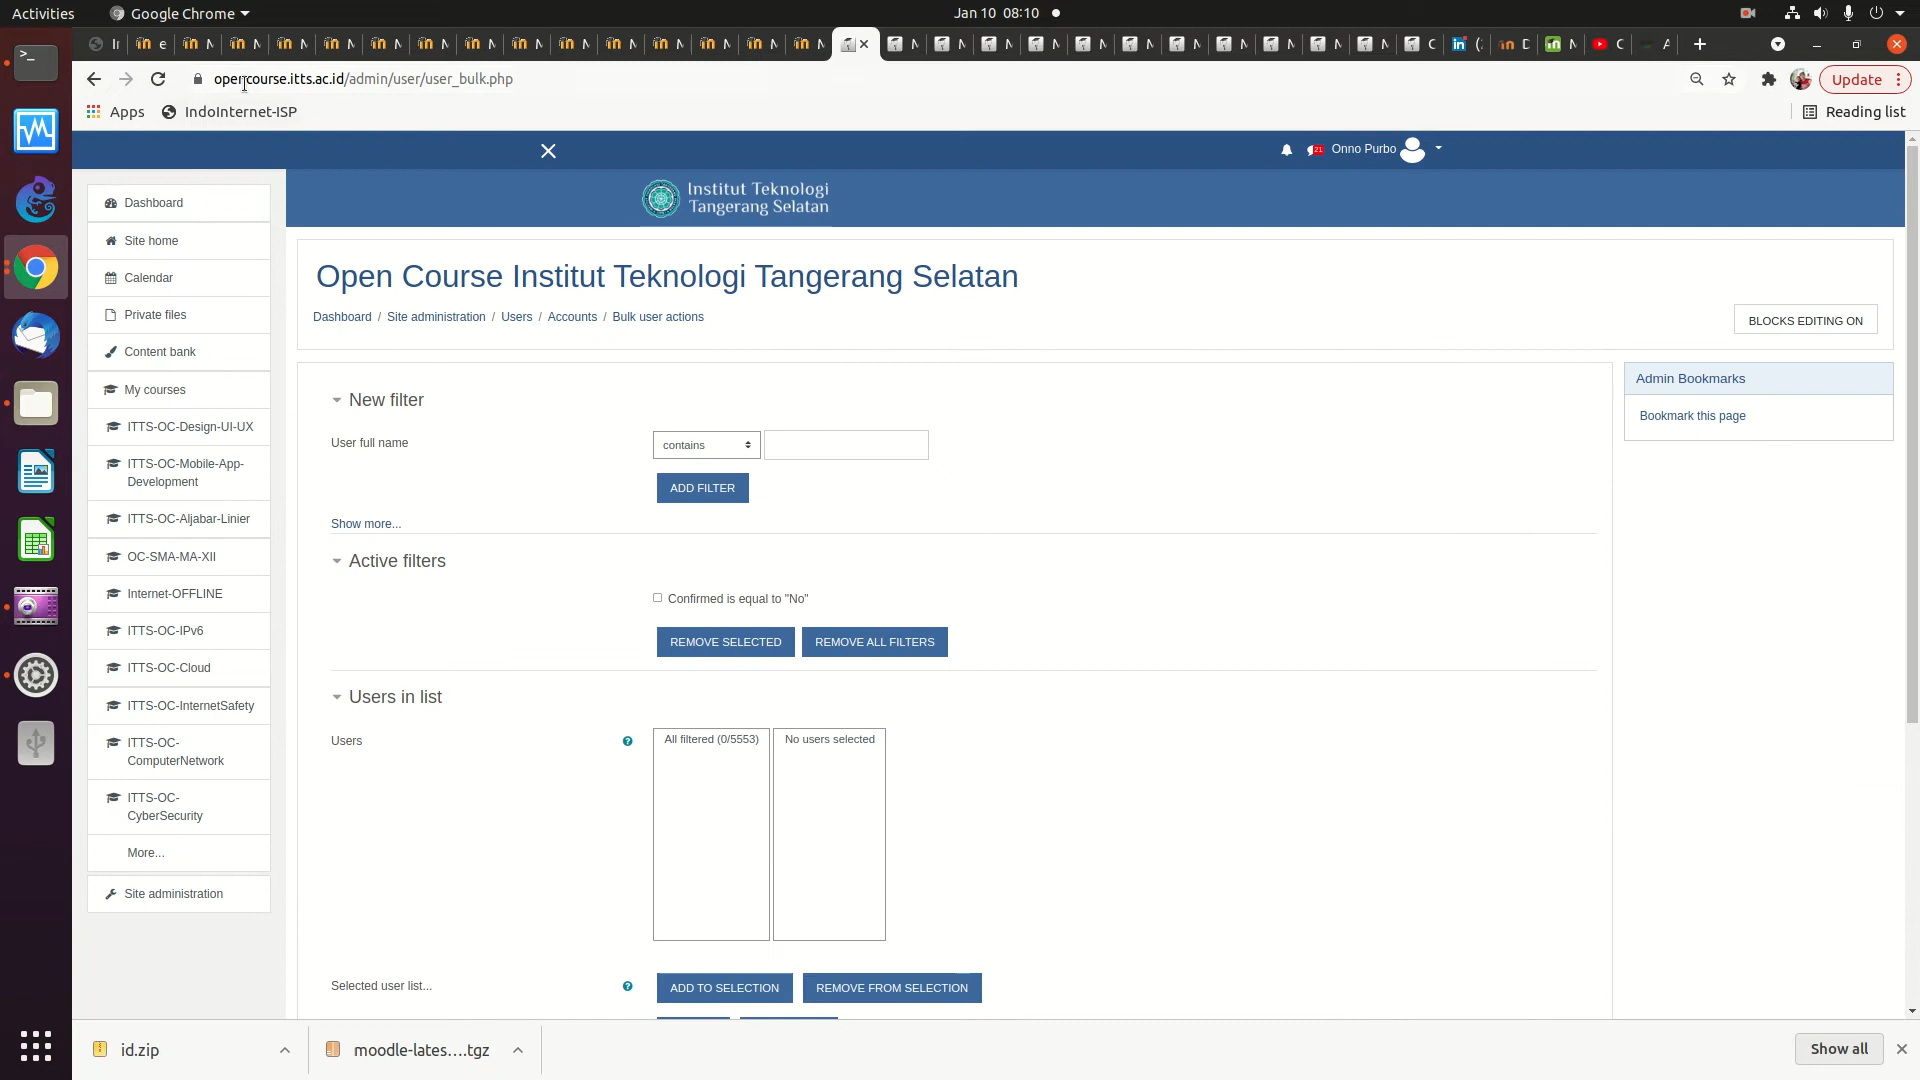 Activities
Google Chrome
Jan 10 08:10
Update
opencourse.itts.ac.id/admin/user/user_bulk.php
Apps
IndoInternet-ISP
Reading list
21
Onno Purbo
Institut Teknologi
Tangerang Selatan
Dashboard
Site home
Calendar
Private files
Content bank
My courses
ITTS-OC-Design-UI-UX
ITTS-OC-Mobile-App-
Development
ITTS-OC-Aljabar-Linier
OC-SMA-MA-XII
Internet-OFFLINE
ITTS-OC-IPv6
ITTS-OC-Cloud
ITTS-OC-InternetSafety
ITTS-OC-
ComputerNetwork
ITTS-OC-
CyberSecurity
More...
Site administration
Open Course Institut Teknologi Tangerang Selatan
Dashboard / Site administration / Users / Accounts / Bulk user actions
BLOCKS EDITING ON
New filter
User full name
contains
ADD FILTER
Show more...
Active filters
Confirmed is equal to "No"
REMOVE SELECTED
REMOVE ALL FILTERS
Users in list
Users
All filtered (0/5553)
No users selected
Selected user list...
ADD TO SELECTION
REMOVE FROM SELECTION
Admin Bookmarks
Bookmark this page
id.zip
moodle-lates....tgz
Show all